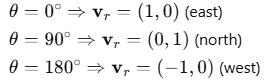 θ = 0° ⇒ v_r = (1, 0) (east)
θ = 90° ⇒ v_r = (0, 1) (north)
θ = 180° ⇒ v_r = (−1, 0) (west)